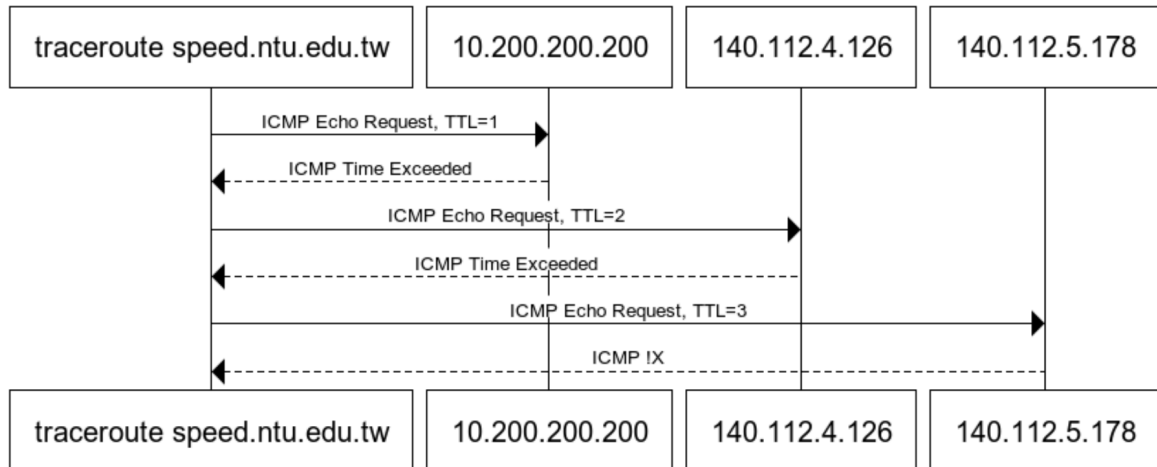 traceroute speed.ntu.edu.tw
10.200.200.200
140.112.4.126
140.112.5.178
ICMP Echo Request, TTL=1
ICMP Time Exceeded
ICMP Echo Request, TTL=2
ICMP Time Exceeded
ICMP Echo Request, TTL=3
ICMP !X
traceroute speed.ntu.edu.tw
10.200.200.200
140.112.4.126
140.112.5.178